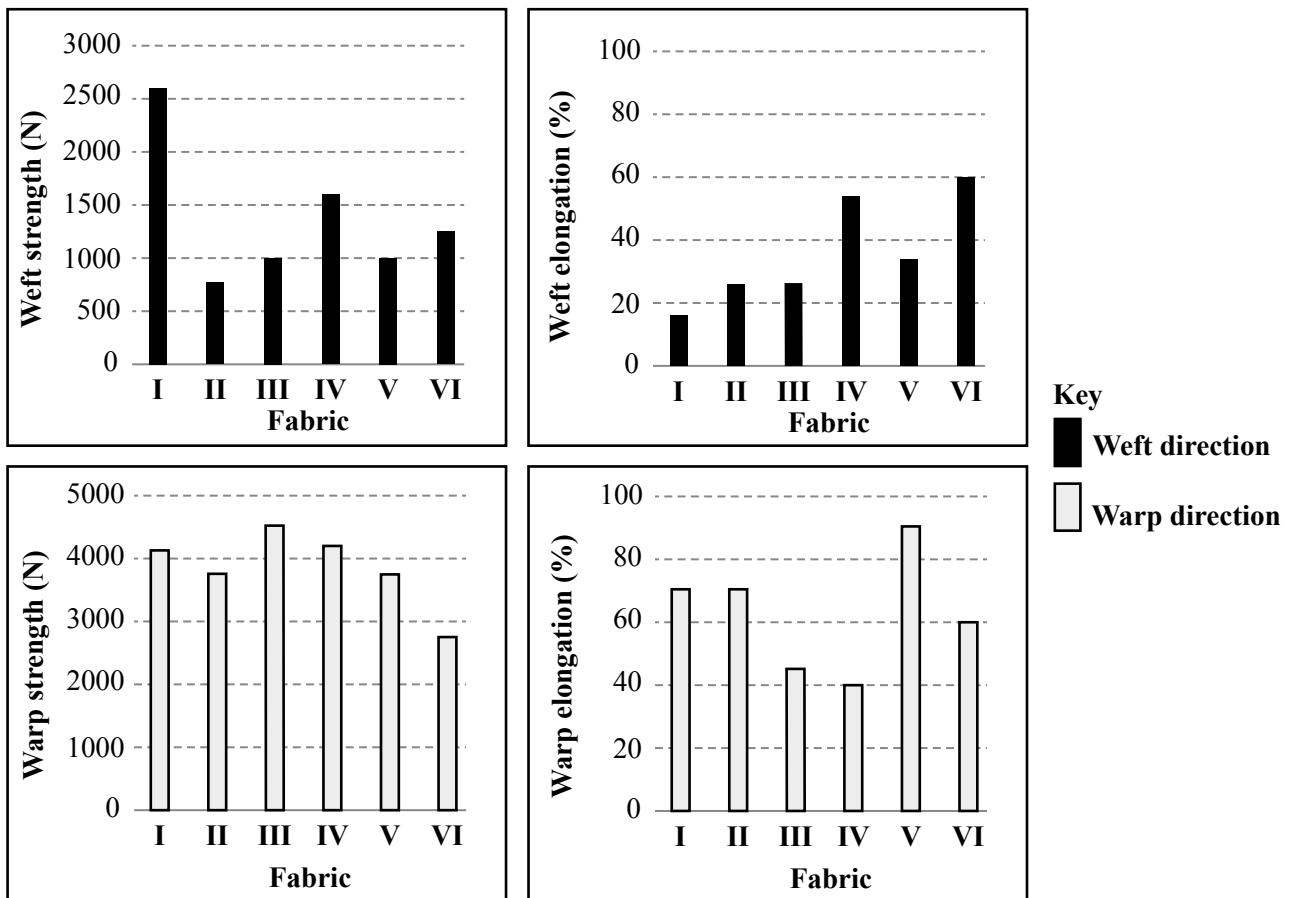 3000
2500
2000
1500
1000
500
0
Weft strength (N)
I II III IV V VI
Fabric
100
80
60
40
20
0
Weft elongation (%)
I II III IV V VI
Fabric
Key
Weft direction
Warp direction
5000
4000
3000
2000
1000
0
Warp strength (N)
I II III IV V VI
Fabric
100
80
60
40
20
0
Warp elongation (%)
I II III IV V VI
Fabric